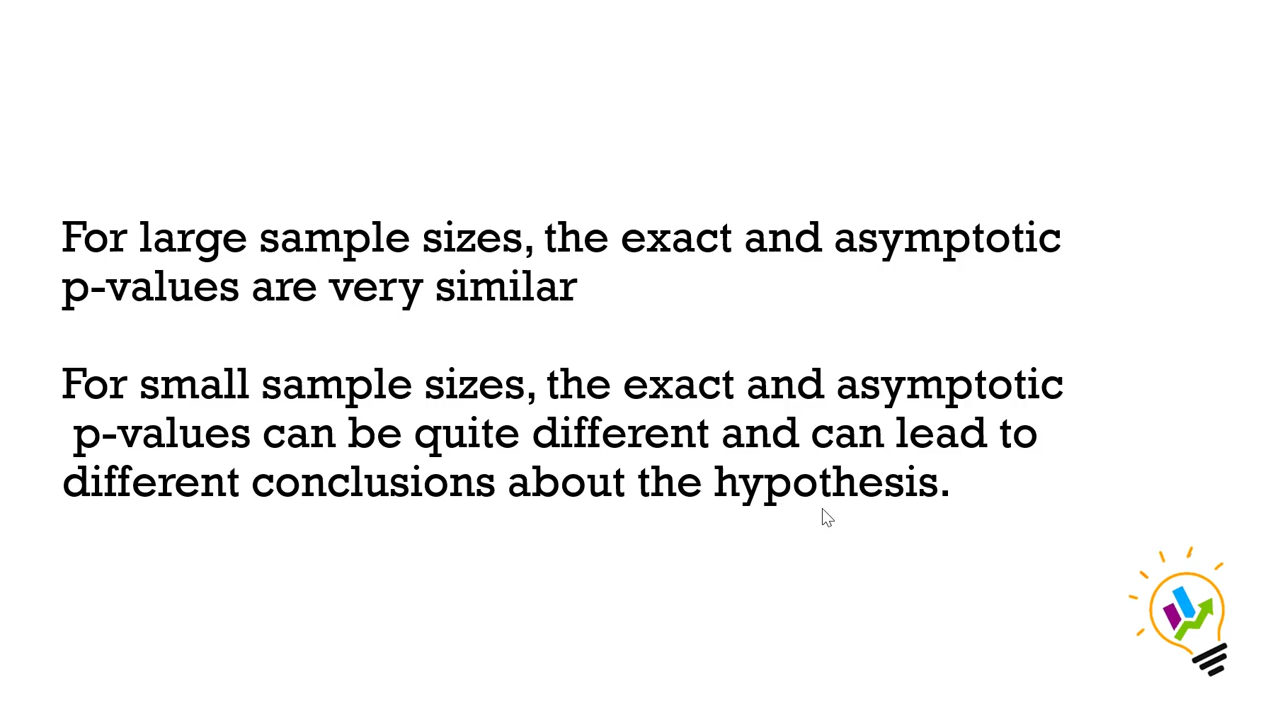 For large sample sizes, the exact and asymptotic
p-values are very similar
For small sample sizes, the exact and asymptotic
p-values can be quite different and can lead to
different conclusions about the hypothesis.